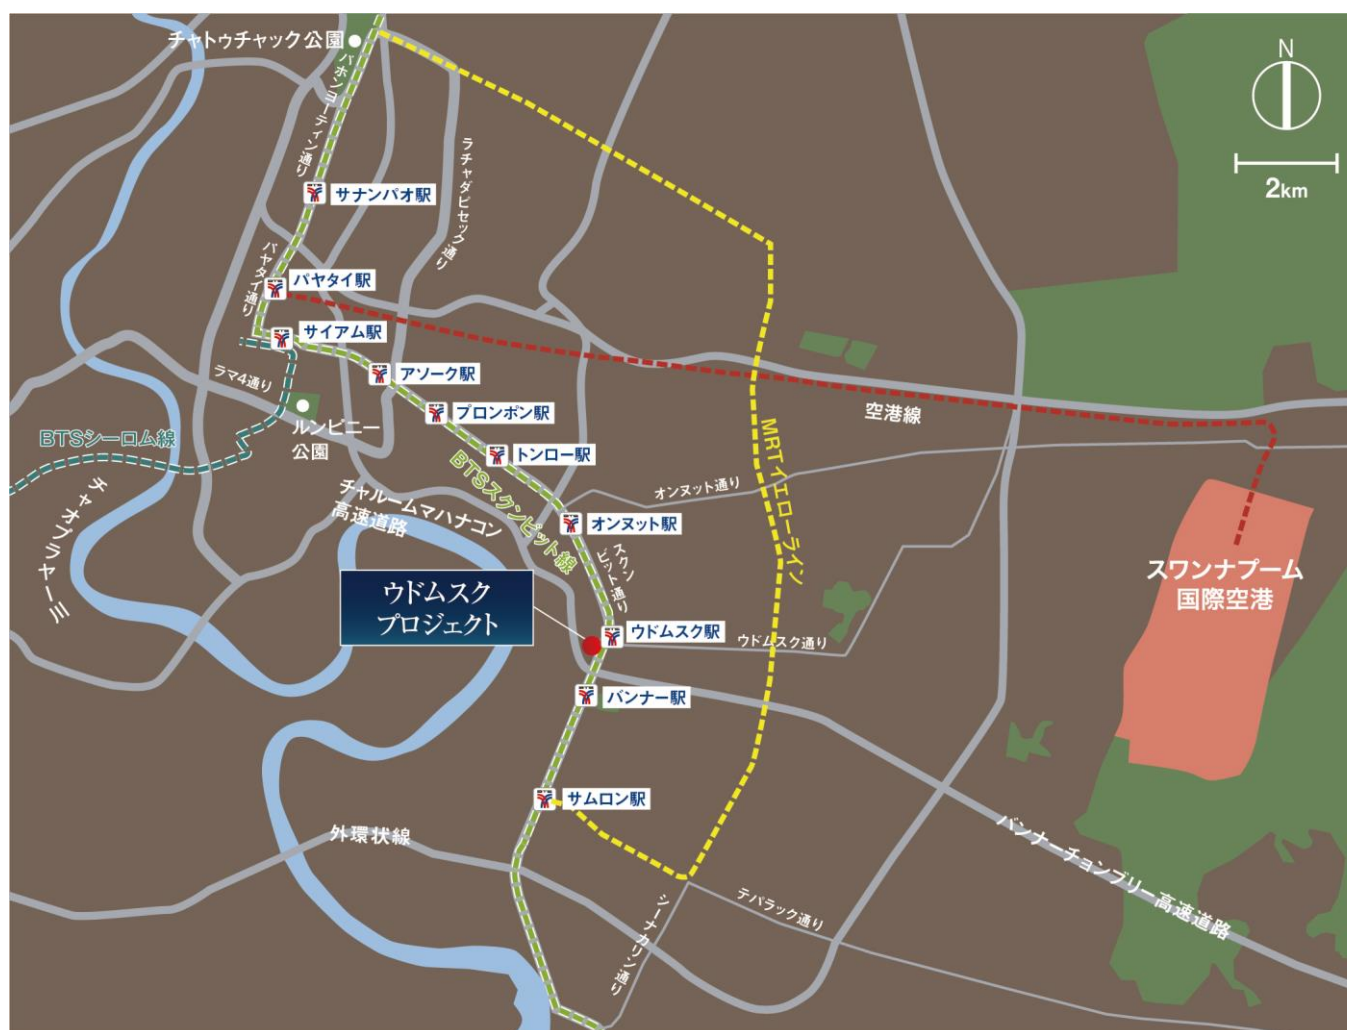 チャトゥチャック公園
パホンヨーティン通り
N
2km
ラチャダピセック通り
サナンパオ駅
パヤタイ通り
パヤタイ駅
サイアム駅
ラマ4通り
アソーク駅
空港線
プロンポン駅
ルンピニー
公園
BTSシーロム線
MRTイエローライン
トンロー駅
BTSスクンビット線
チャオプラヤー川
チャルームマハナコン
高速道路
オンヌット通り
オンヌット駅
スクン
ビット通り
スワンナプーム
国際空港
ウドムスク
プロジェクト
ウドムスク駅
ウドムスク通り
バンナー駅
サムロン駅
外環状線
バンナーチョンブリー高速道路
テパラック通り
シーナカリン通り